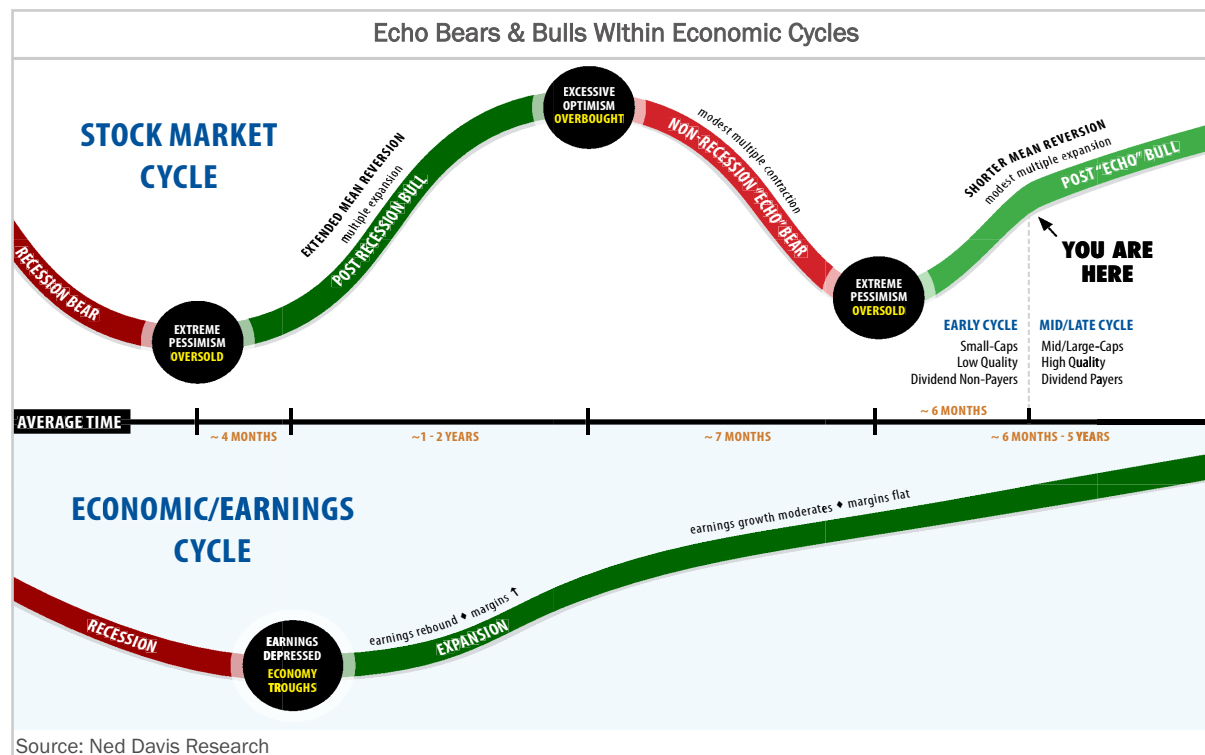 Echo Bears & Bulls WIthin Economic Cycles
STOCK MARKET
CYCLE
RECESSION BEAR
EXTREME
PESSIMISM
OVERSOLD
EXTENDED MEAN REVERSION
multiple expansion
POST RECESSION BULL
EXCESSIVE
OPTIMISM
OVERBOUGHT
modest multiple contraction
NON-RECESSION "ECHO" BEAR
EXTREME
PESSIMISM
OVERSOLD
SHORTER MEAN REVERSION
modest multiple expansion
POST "ECHO" BULL
YOU ARE
HERE
EARLY CYCLE
Small-Caps
Low Quality
Dividend Non-Payers
MID/LATE CYCLE
Mid/Large-Caps
High Quality
Dividend Payers
AVERAGE TIME
~ 4 MONTHS
~1 - 2 YEARS
~ 7 MONTHS
~ 6 MONTHS
~ 6 MONTHS - 5 YEARS
ECONOMIC/EARNINGS
CYCLE
RECESSION
EARNINGS
DEPRESSED
ECONOMY
TROUGHS
earnings rebound ♦ margins ↑
EXPANSION
earnings growth moderates ♦ margins flat
Source: Ned Davis Research